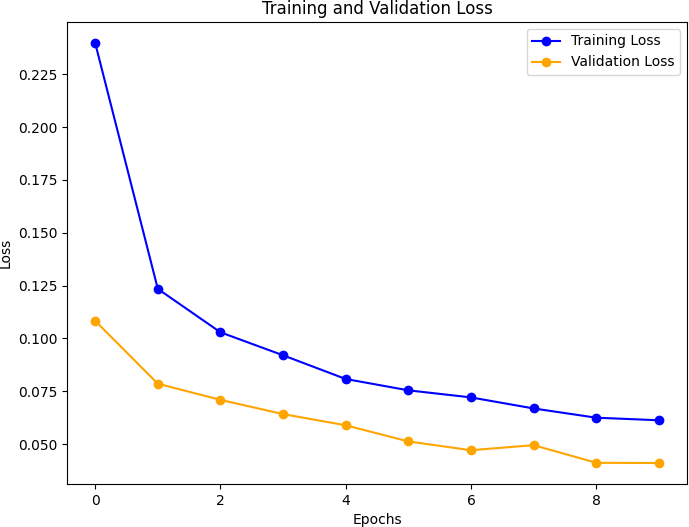 Training and Validation Loss
Training Loss
Validation Loss
0.225
0.200
0.175
0.150
0.125
0.100
0.075
0.050
Loss
0 2 4 6 8
Epochs